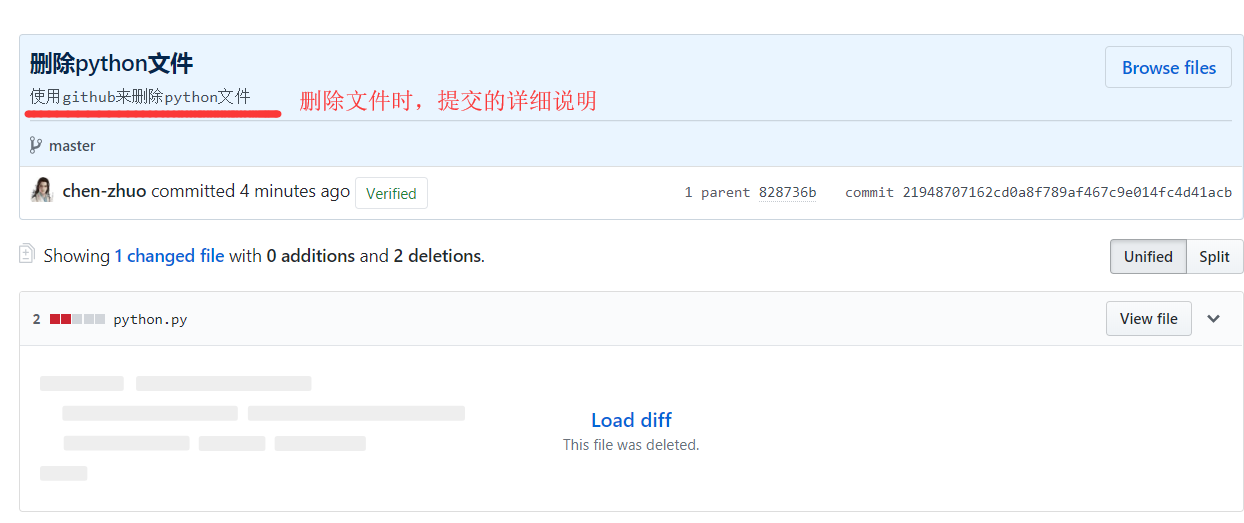 删除python文件
Browse files
使用github来删除python文件
删除文件时，提交的详细说明
master
chen-zhuo committed 4 minutes ago Verified 1 parent 828736b commit 21948707162cd0a8f789af467c9e014fc4d41acb
Showing 1 changed file with 0 additions and 2 deletions.
Unified Split
2 python.py View file
Load diff
This file was deleted.